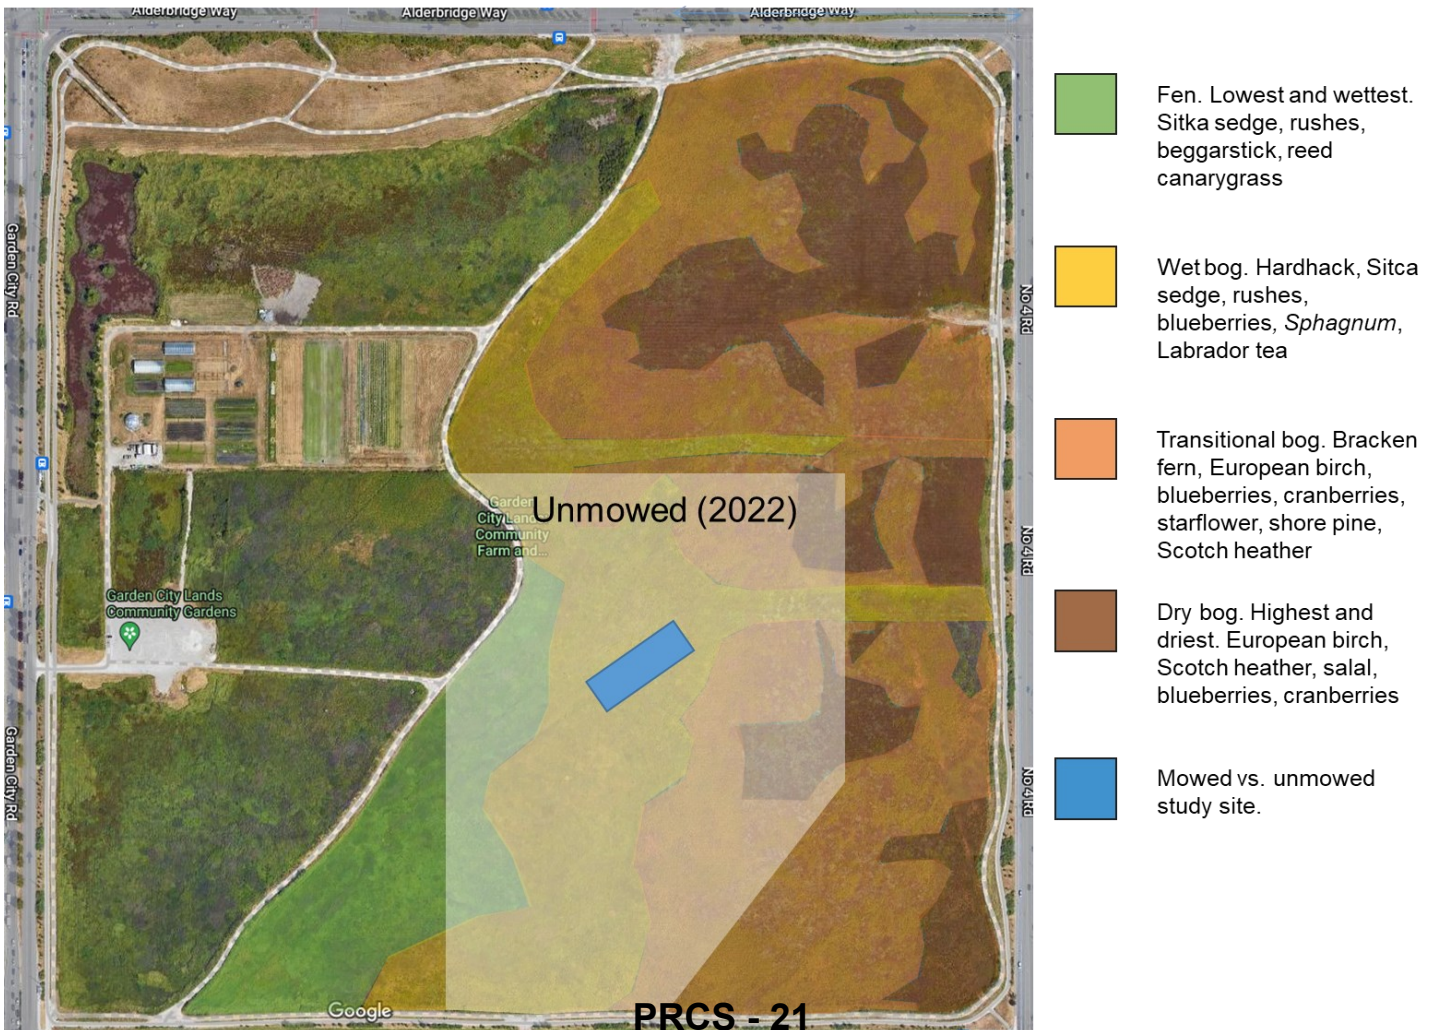 Alderbridge Way
Alderbridge Way
Alderbridge Way
Garden City Rd
Garden City Rd
No 4 Rd
No 4 Rd
No 4 Rd
Unmowed (2022)
Garden
City Lands
Community
Farm and...
Garden City Lands
Community Gardens
Google
PRCS - 21
Fen. Lowest and wettest.
Sitka sedge, rushes,
beggarstick, reed
canarygrass
Wet bog. Hardhack, Sitca
sedge, rushes,
blueberries, Sphagnum,
Labrador tea
Transitional bog. Bracken
fern, European birch,
blueberries, cranberries,
starflower, shore pine,
Scotch heather
Dry bog. Highest and
driest. European birch,
Scotch heather, salal,
blueberries, cranberries
Mowed vs. unmowed
study site.